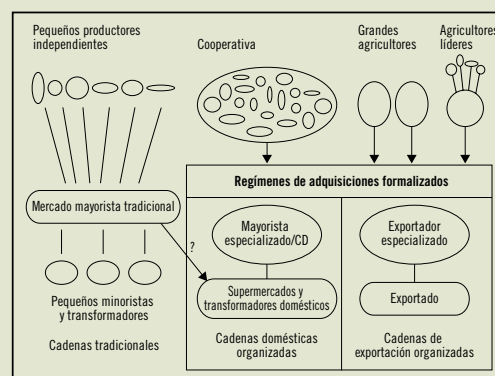 Pequeños productores
independientes
Cooperativa
Grandes
agricultores
Agricultores
líderes
Regímenes de adquisiciones formalizados
Mercado mayorista tradicional
Mayorista
especializado/CD
Exportador
especializado
?
Supermercados y
transformadores domésticos
Exportado
Pequeños minoristas
y transformadores
Cadenas tradicionales
Cadenas domésticas
organizadas
Cadenas de
exportación organizadas